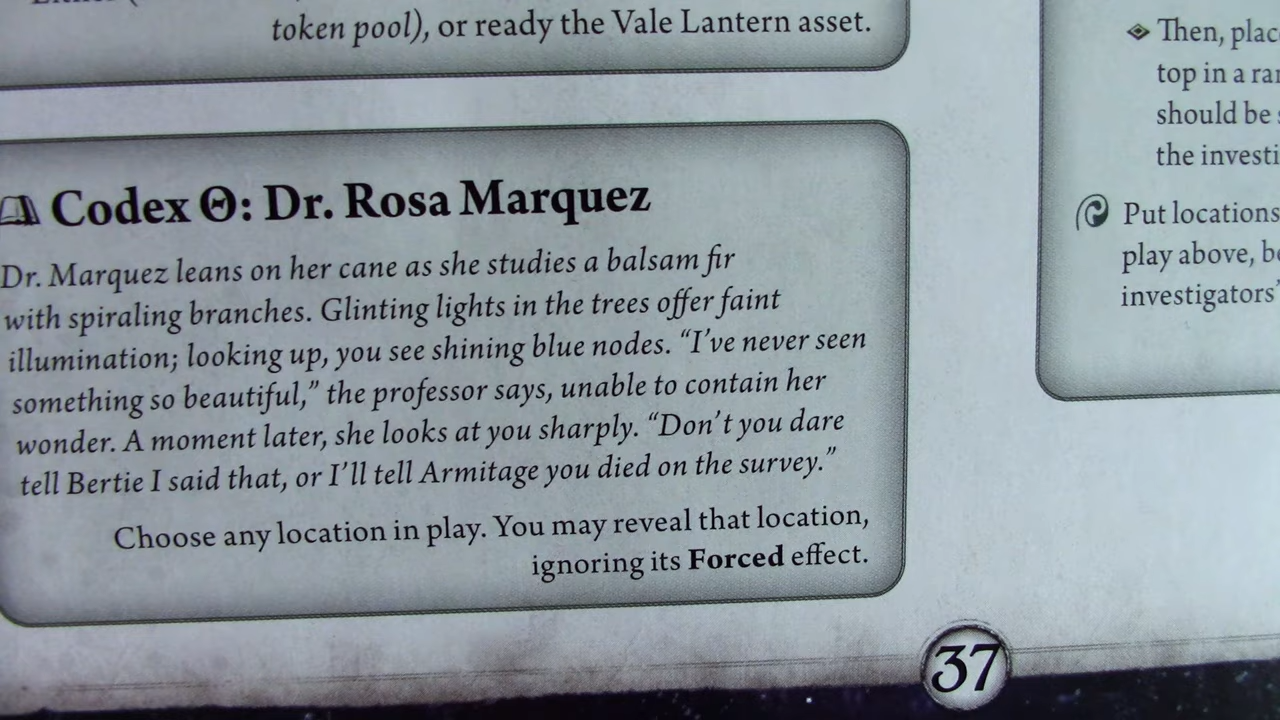 token pool), or ready the Vale Lantern asset.
Codex Θ: Dr. Rosa Marquez
Dr. Marquez leans on her cane as she studies a balsam fir
with spiraling branches. Glinting lights in the trees offer faint
illumination; looking up, you see shining blue nodes. “I’ve never seen
something so beautiful,” the professor says, unable to contain her
wonder. A moment later, she looks at you sharply. “Don’t you dare
tell Bertie I said that, or I’ll tell Armitage you died on the survey.”
Choose any location in play. You may reveal that location,
ignoring its Forced effect.
Then,
top in a
should be
the
Put locations
play above,
investigators’
37